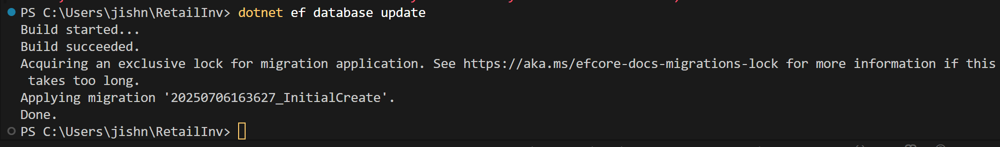 PS C:\Users\jishn\RetailInv> dotnet ef database update
Build started...
Build succeeded.
Acquiring an exclusive lock for migration application. See https://aka.ms/efcore-docs-migrations-lock for more information if this
 takes too long.
Applying migration '20250706163627_InitialCreate'.
Done.
PS C:\Users\jishn\RetailInv>